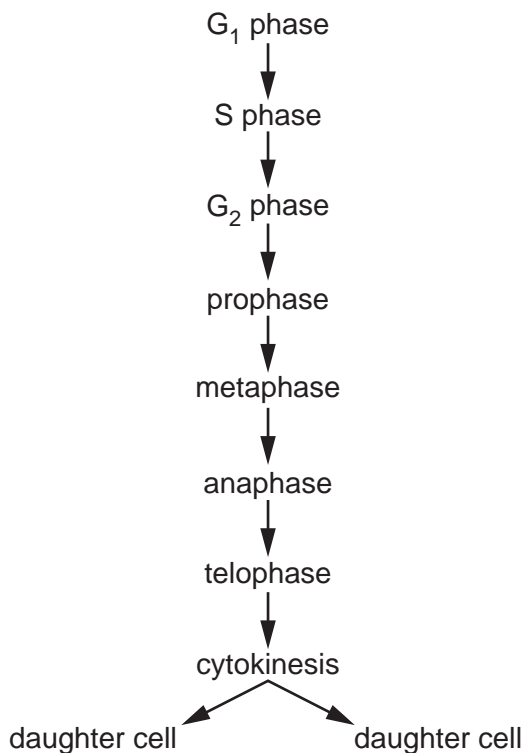 G₁ phase
S phase
G₂ phase
prophase
metaphase
anaphase
telophase
cytokinesis
daughter cell daughter cell